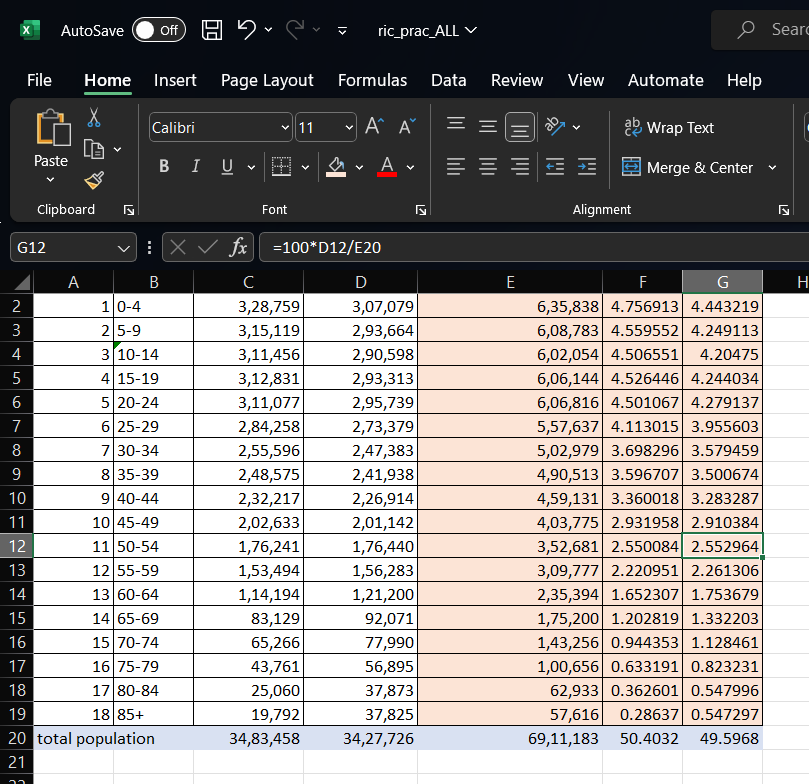 AutoSave Off ric_prac_ALL Sear
File Home Insert Page Layout Formulas Data Review View Automate Help
Calibri 11 ab Wrap Text
Paste B I U A Merge & Center
Clipboard Font Alignment
G12 fx =100*D12/E20
A B C D E F G H
2 1 0-4 3,28,759 3,07,079 6,35,838 4.756913 4.443219
3 2 5-9 3,15,119 2,93,664 6,08,783 4.559552 4.249113
4 3 10-14 3,11,456 2,90,598 6,02,054 4.506551 4.20475
5 4 15-19 3,12,831 2,93,313 6,06,144 4.526446 4.244034
6 5 20-24 3,11,077 2,95,739 6,06,816 4.501067 4.279137
7 6 25-29 2,84,258 2,73,379 5,57,637 4.113015 3.955603
8 7 30-34 2,55,596 2,47,383 5,02,979 3.698296 3.579459
9 8 35-39 2,48,575 2,41,938 4,90,513 3.596707 3.500674
10 9 40-44 2,32,217 2,26,914 4,59,131 3.360018 3.283287
11 10 45-49 2,02,633 2,01,142 4,03,775 2.931958 2.910384
12 11 50-54 1,76,241 1,76,440 3,52,681 2.550084 2.552964
13 12 55-59 1,53,494 1,56,283 3,09,777 2.220951 2.261306
14 13 60-64 1,14,194 1,21,200 2,35,394 1.652307 1.753679
15 14 65-69 83,129 92,071 1,75,200 1.202819 1.332203
16 15 70-74 65,266 77,990 1,43,256 0.944353 1.128461
17 16 75-79 43,761 56,895 1,00,656 0.633191 0.823231
18 17 80-84 25,060 37,873 62,933 0.362601 0.547996
19 18 85+ 19,792 37,825 57,616 0.28637 0.547297
20 total population 34,83,458 34,27,726 69,11,183 50.4032 49.5968
21